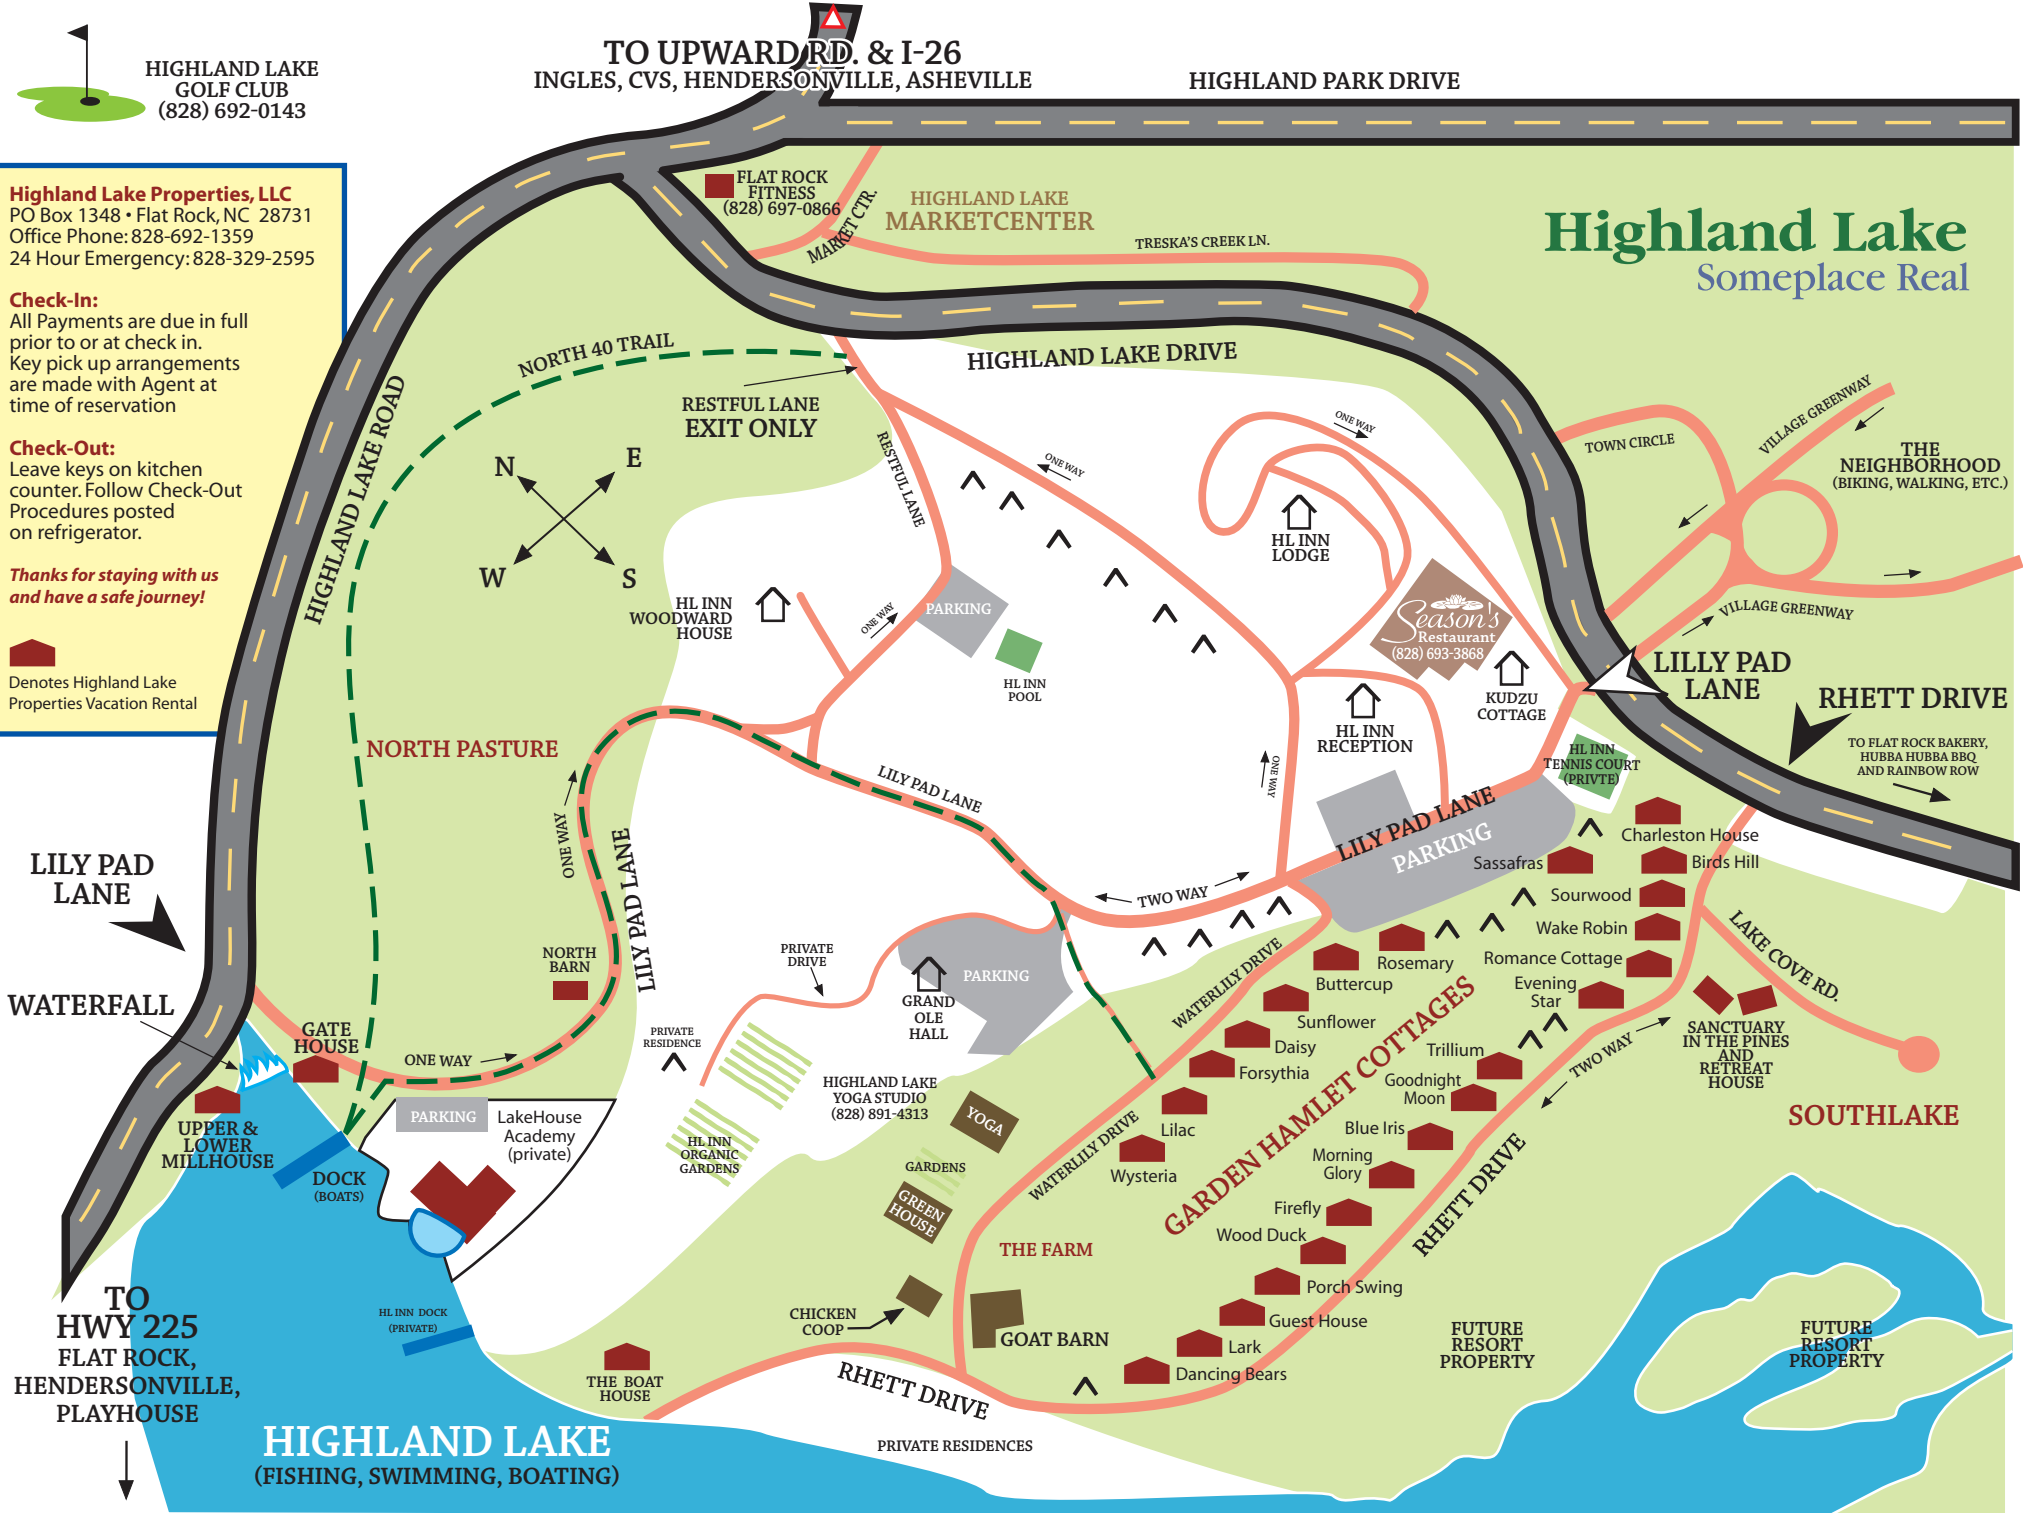 HIGHLAND LAKE
GOLF CLUB
(828) 692-0143
TO UPWARD RD. & I-26
INGLES, CVS, HENDERSONVILLE, ASHEVILLE
HIGHLAND PARK DRIVE
Highland Lake Properties, LLC
PO Box 1348 • Flat Rock, NC 28731
Office Phone: 828-692-1359
24 Hour Emergency: 828-329-2595
Check-In:
All Payments are due in full
prior to or at check in.
Key pick up arrangements
are made with Agent at
time of reservation
Check-Out:
Leave keys on kitchen
counter. Follow Check-Out
Procedures posted
on refrigerator.
Thanks for staying with us
and have a safe journey!
Denotes Highland Lake
Properties Vacation Rental
FLAT ROCK
FITNESS
(828) 697-0866
MARKET CTR.
HIGHLAND LAKE
MARKETCENTER
TRESKA'S CREEK LN.
Highland Lake
Someplace Real
NORTH 40 TRAIL
HIGHLAND LAKE DRIVE
HIGHLAND LAKE ROAD
RESTFUL LANE
EXIT ONLY
RESTFUL LANE
ONE WAY
ONE WAY
TOWN CIRCLE
VILLAGE GREENWAY
THE
NEIGHBORHOOD
(BIKING, WALKING, ETC.)
N
E
W
S
HL INN
LODGE
HL INN
WOODWARD
HOUSE
ONE WAY
PARKING
HL INN
POOL
Season's
Restaurant
(828) 693-3868
VILLAGE GREENWAY
KUDZU
COTTAGE
LILLY PAD
LANE
RHETT DRIVE
HL INN
RECEPTION
NORTH PASTURE
LILY PAD LANE
ONE WAY
HL INN
TENNIS COURT
(PRIVTE)
TO FLAT ROCK BAKERY,
HUBBA HUBBA BBQ
AND RAINBOW ROW
ONE WAY
LILY PAD LANE
LILY PAD LANE
PARKING
LILY PAD
LANE
TWO WAY
Charleston House
Sassafras
Birds Hill
Sourwood
Wake Robin
Romance Cottage
Evening
Star
Rosemary
Buttercup
Sunflower
Daisy
Forsythia
Lilac
Wysteria
LAKE COVE RD.
NORTH
BARN
PRIVATE
DRIVE
PARKING
GRAND
OLE
HALL
WATERLILY DRIVE
WATERFALL
GATE
HOUSE
ONE WAY
PRIVATE
RESIDENCE
SANCTUARY
IN THE PINES
AND
RETREAT
HOUSE
TWO WAY
Trillium
Goodnight
Moon
Blue Iris
Morning
Glory
Firefly
Wood Duck
Porch Swing
Guest House
Lark
Dancing Bears
GARDEN HAMLET COTTAGES
SOUTHLAKE
UPPER &
LOWER
MILLHOUSE
PARKING
LakeHouse
Academy
(private)
DOCK
(BOATS)
HL INN
ORGANIC
GARDENS
HIGHLAND LAKE
YOGA STUDIO
(828) 891-4313
YOGA
GARDENS
GREEN
HOUSE
WATERLILY DRIVE
THE FARM
RHETT DRIVE
CHICKEN
COOP
GOAT BARN
HL INN DOCK
(PRIVATE)
TO
HWY 225
FLAT ROCK,
HENDERSONVILLE,
PLAYHOUSE
THE BOAT
HOUSE
RHETT DRIVE
PRIVATE RESIDENCES
FUTURE
RESORT
PROPERTY
FUTURE
RESORT
PROPERTY
HIGHLAND LAKE
(FISHING, SWIMMING, BOATING)